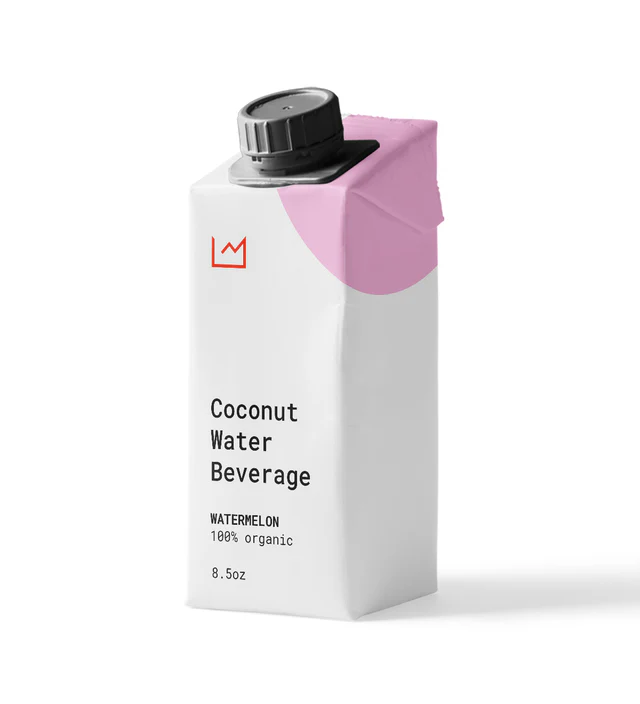 Coconut
Water
Beverage
WATERMELON
100% organic
8.5oz